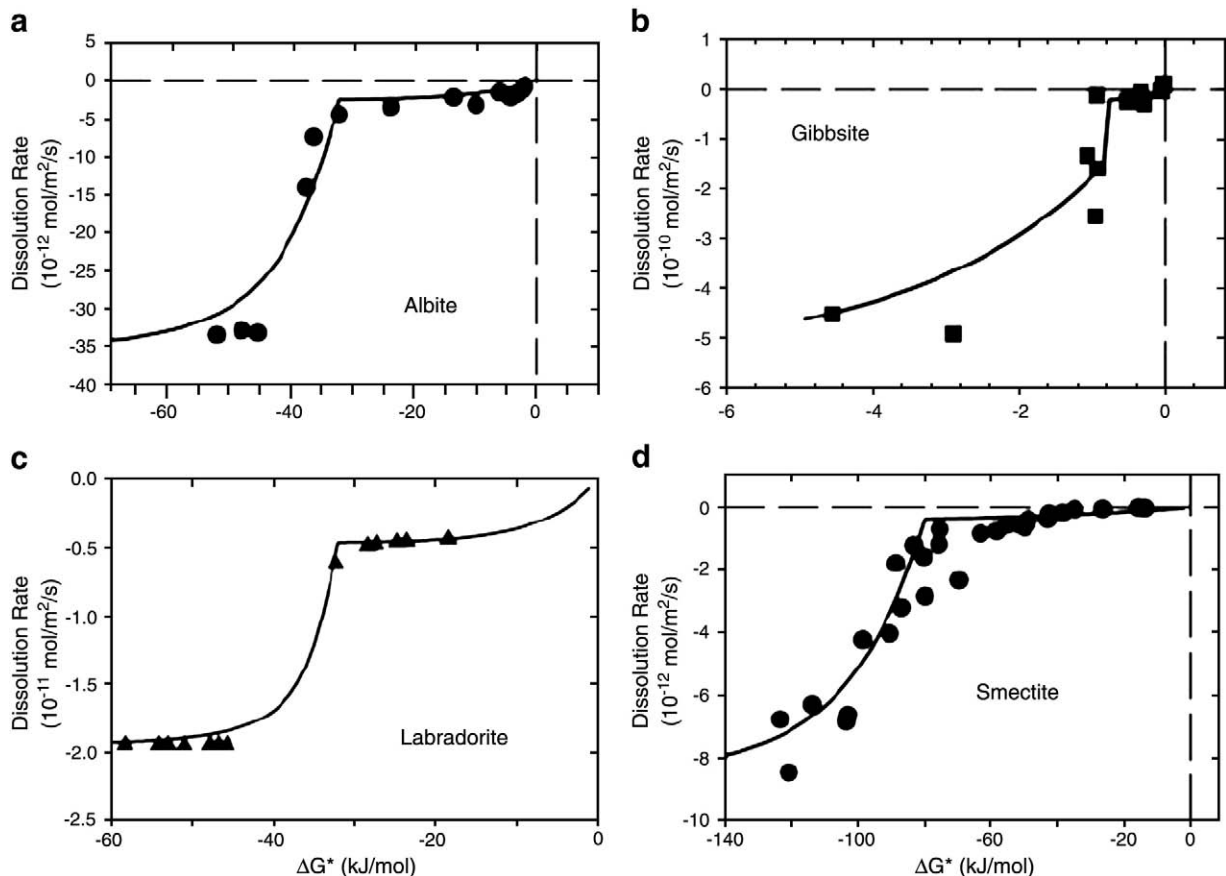 a
Dissolution Rate
(10⁻¹² mol/m²/s)
5
0
-5
-10
-15
-20
-25
-30
-35
-40
Albite
-60
-40
-20
0
b
Dissolution Rate
(10⁻¹⁰ mol/m²/s)
1
0
-1
-2
-3
-4
-5
-6
Gibbsite
-6
-4
-2
0
c
Dissolution Rate
(10⁻¹¹ mol/m²/s)
0.0
-0.5
-1.0
-1.5
-2.0
-2.5
Labradorite
-60
-40
-20
0
ΔG* (kJ/mol)
d
Dissolution Rate
(10⁻¹² mol/m²/s)
0
-2
-4
-6
-8
-10
Smectite
-140
-100
-60
-20
ΔG* (kJ/mol)